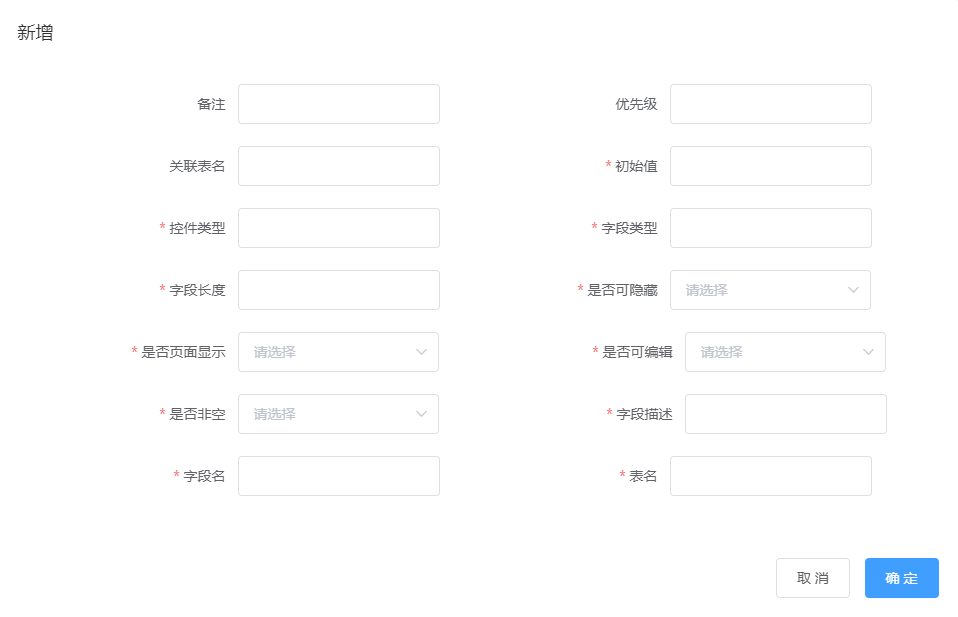 新增
备注
优先级
关联表名
* 初始值
* 控件类型
* 字段类型
* 字段长度
* 是否可隐藏
请选择
* 是否页面显示
请选择
* 是否可编辑
请选择
* 是否非空
请选择
* 字段描述
* 字段名
* 表名
取 消
确 定